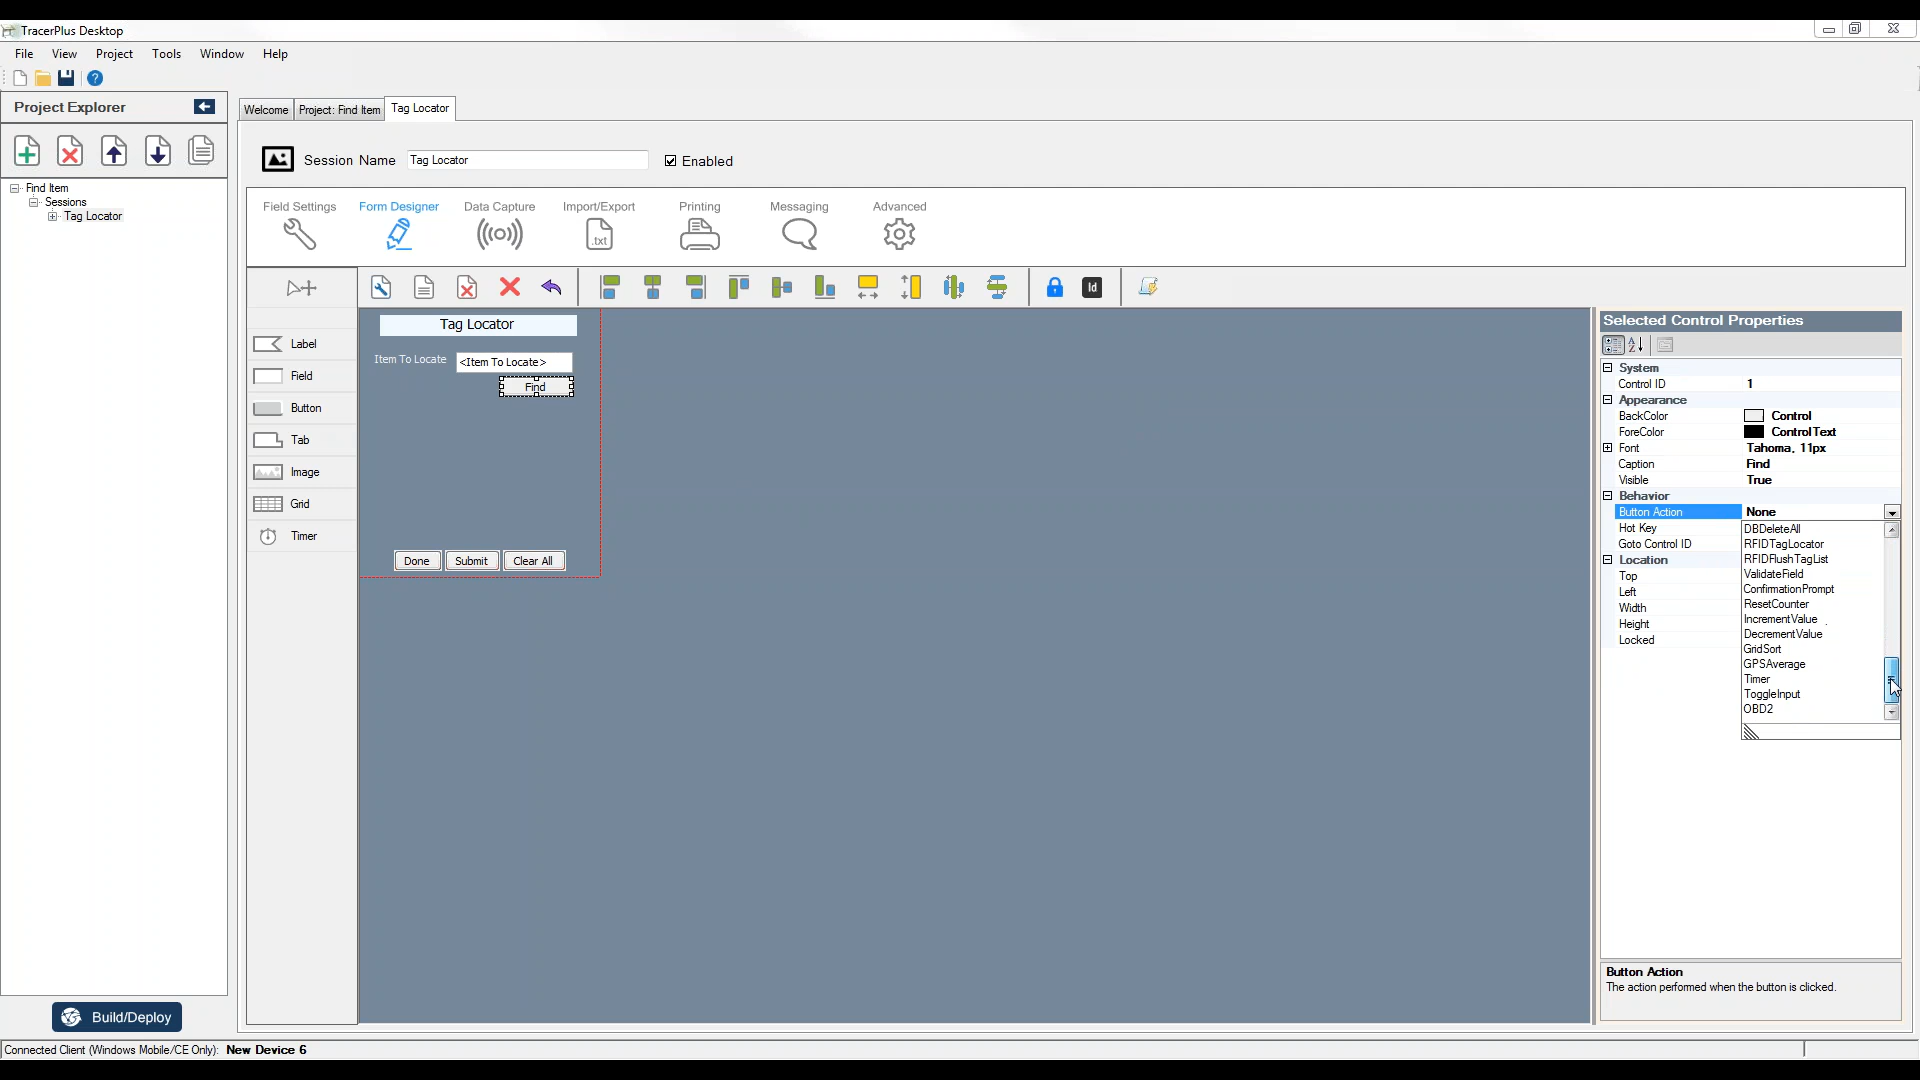 TracerPlus Desktop
File View Project Tools Window Help
Project Explorer
Find Item
Sessions
Tag Locator
Build/Deploy
Welcome Project: Find Item Tag Locator
Session Name Tag Locator Enabled
Field Settings Form Designer Data Capture Import/Export Printing Messaging Advanced
.txt
Id
Label
Field
Button
Tab
Image
Grid
Timer
Tag Locator
Item To Locate <Item To Locate>
Find
Done Submit Clear All
Selected Control Properties
System
Control ID 1
Appearance
BackColor Control
ForeColor ControlText
Font Tahoma, 11px
Caption Find
Visible True
Behavior
Button Action None
Hot Key
Goto Control ID
Location
Top
Left
Width
Height
Locked
DBDeleteAll
RFIDTagLocator
RFIDFlushTagList
ValidateField
ConfirmationPrompt
ResetCounter
IncrementValue
DecrementValue
GridSort
GPSAverage
Timer
ToggleInput
OBD2
Button Action
The action performed when the button is clicked.
Connected Client (Windows Mobile/CE Only): New Device 6